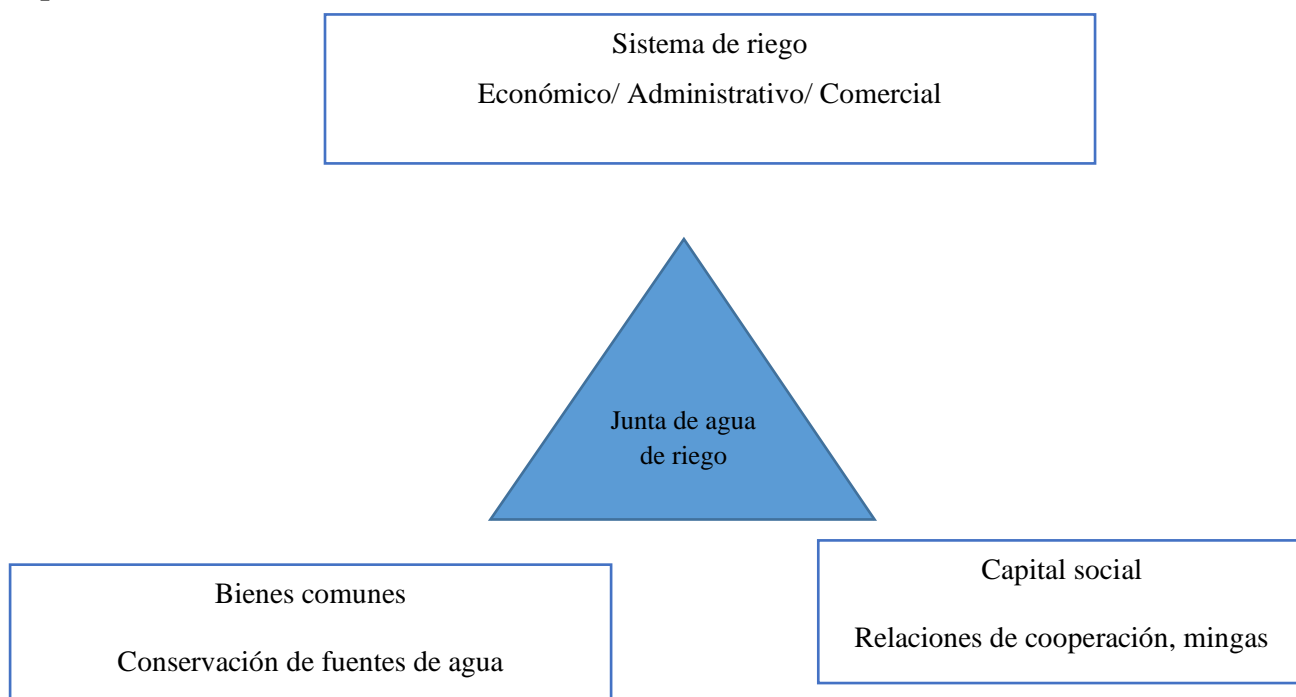 Sistema de riego
Económico/ Administrativo/ Comercial
Junta de agua
de riego
Bienes comunes
Conservación de fuentes de agua
Capital social
Relaciones de cooperación, mingas